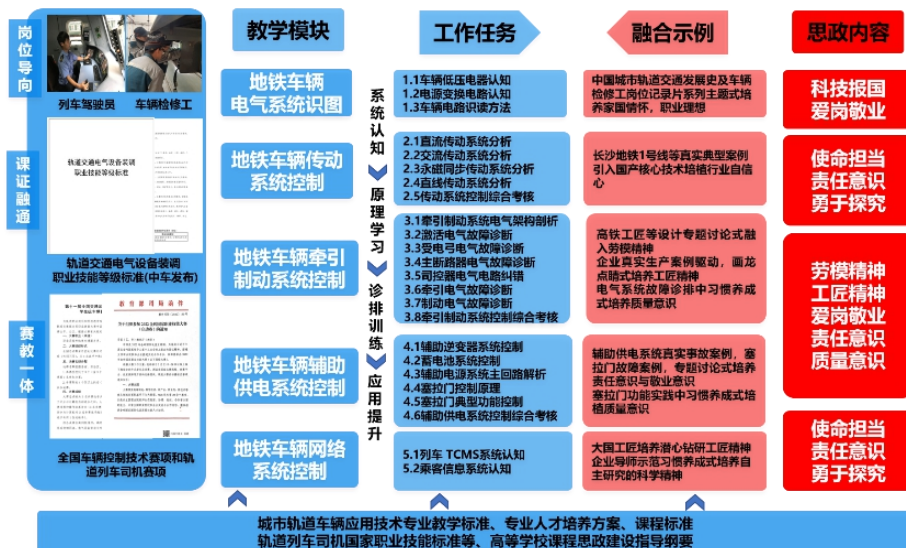 岗位导向
列车驾驶员 车辆检修工
课证融通
轨道交通电气设备装调
职业技能等级标准
轨道交通电气设备装调
职业技能等级标准(中车发布)
赛教一体
全国车辆控制技术赛项和轨
道列车司机赛项
教学模块
地铁车辆
电气系统识图
地铁车辆传动
系统控制
地铁车辆牵引
制动系统控制
地铁车辆辅助
供电系统控制
地铁车辆网络
系统控制
系统认知
原理学习
诊排训练
应用提升
工作任务
1.1车辆低压电器认知
1.2电源变换电路认知
1.3车辆电路识读方法
2.1直流传动系统分析
2.2交流传动系统分析
2.3永磁同步传动系统分析
2.4直线传动系统分析
2.5传动系统控制综合考核
3.1牵引制动系统电气架构剖析
3.2激活电气故障诊断
3.3受电弓电气故障诊断
3.4主断路器电气故障诊断
3.5司控器电气电路纠错
3.6牵引电气故障诊断
3.7制动电气故障诊断
3.8牵引制动系统控制综合考核
4.1辅助逆变器系统控制
4.2蓄电池系统控制
4.3辅助电源系统主回路解析
4.4塞拉门控制原理
4.5塞拉门典型功能控制
4.6辅助供电系统控制综合考核
5.1列车 TCMS系统认知
5.2乘客信息系统认知
融合示例
中国城市轨道交通发展史及车辆
检修工岗位记录片系列主题式培
养家国情怀，职业理想
长沙地铁1号线等真实典型案例
引入国产核心技术培植行业自信
心
高铁工匠等设计专题讨论式融
入劳模精神
企业真实生产案例驱动，画龙
点睛式培养工匠精神
电气系统故障诊排中习惯养成
式培养质量意识
辅助供电系统真实事故案例，塞
拉门故障案例，专题讨论式培养
责任意识与敬业意识
塞拉门功能实践中习惯养成式培
植质量意识
大国工匠培养潜心钻研工匠精神
企业导师示范习惯养成式培养自
主研究的科学精神
思政内容
科技报国
爱岗敬业
使命担当
责任意识
勇于探究
劳模精神
工匠精神
爱岗敬业
责任意识
质量意识
使命担当
责任意识
勇于探究
城市轨道车辆应用技术专业教学标准、专业人才培养方案、课程标准
轨道列车司机国家职业技能标准等、高等学校课程思政建设指导纲要